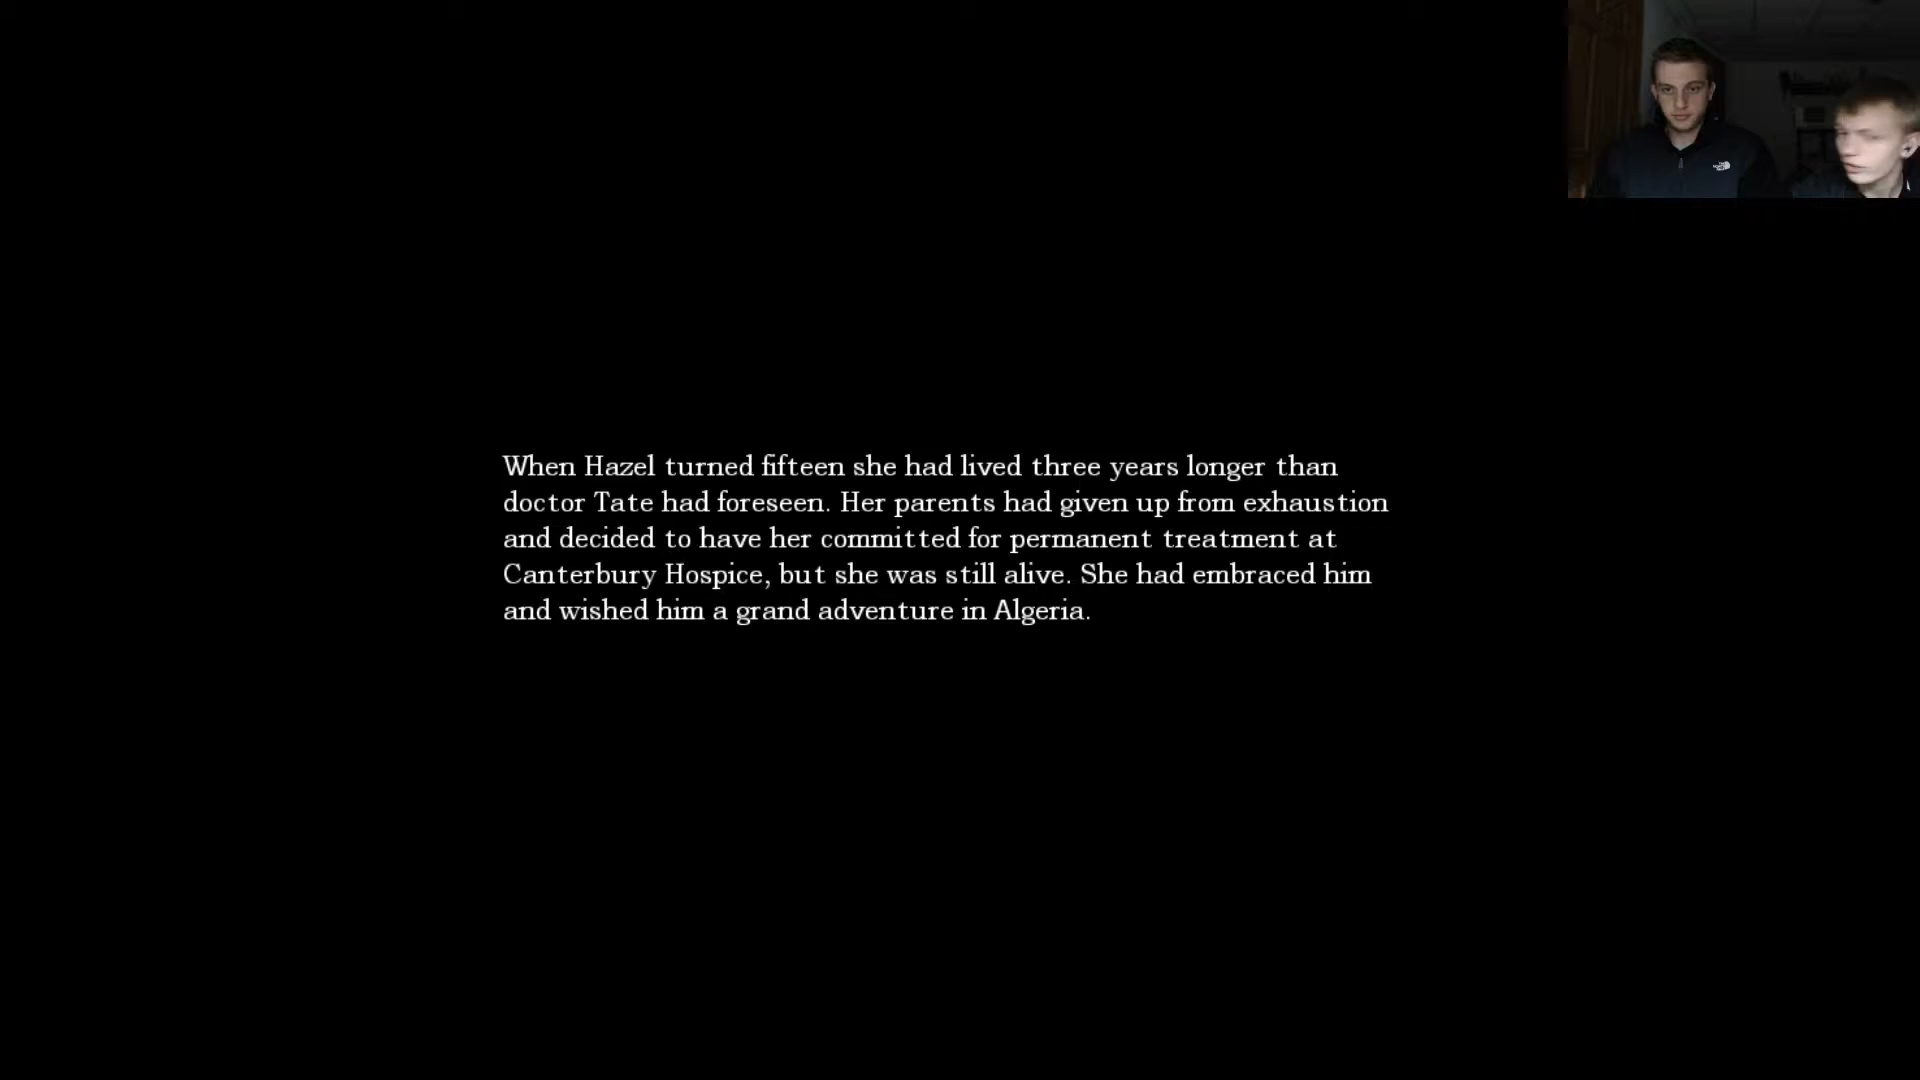 When Hazel turned fifteen she had lived three years longer than
doctor Tate had foreseen. Her parents had given up from exhaustion
and decided to have her committed for permanent treatment at
Canterbury Hospice, but she was still alive. She had embraced him
and wished him a grand adventure in Algeria.